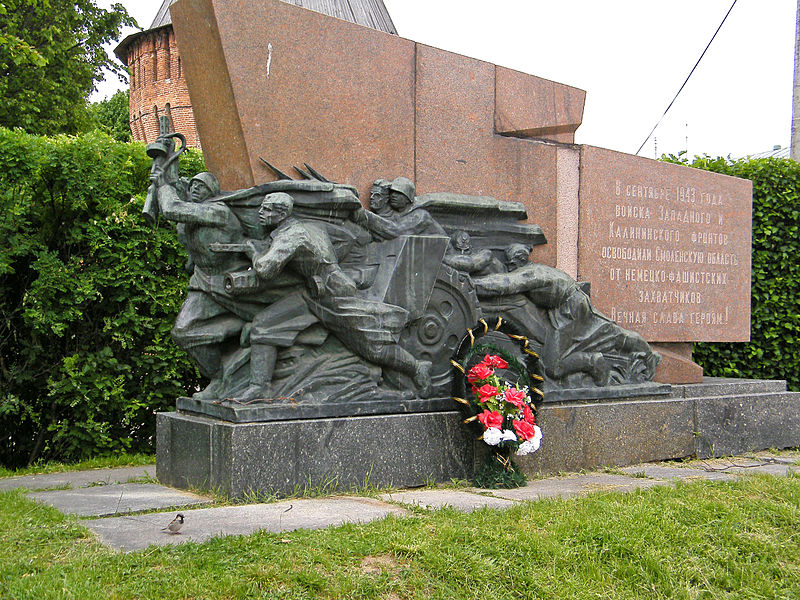 В сентябре 1943 года
войска Западного и
Калининского фронтов
освободили Смоленскую
область
от немецко-фашистских
захватчиков
Вечная слава героям!